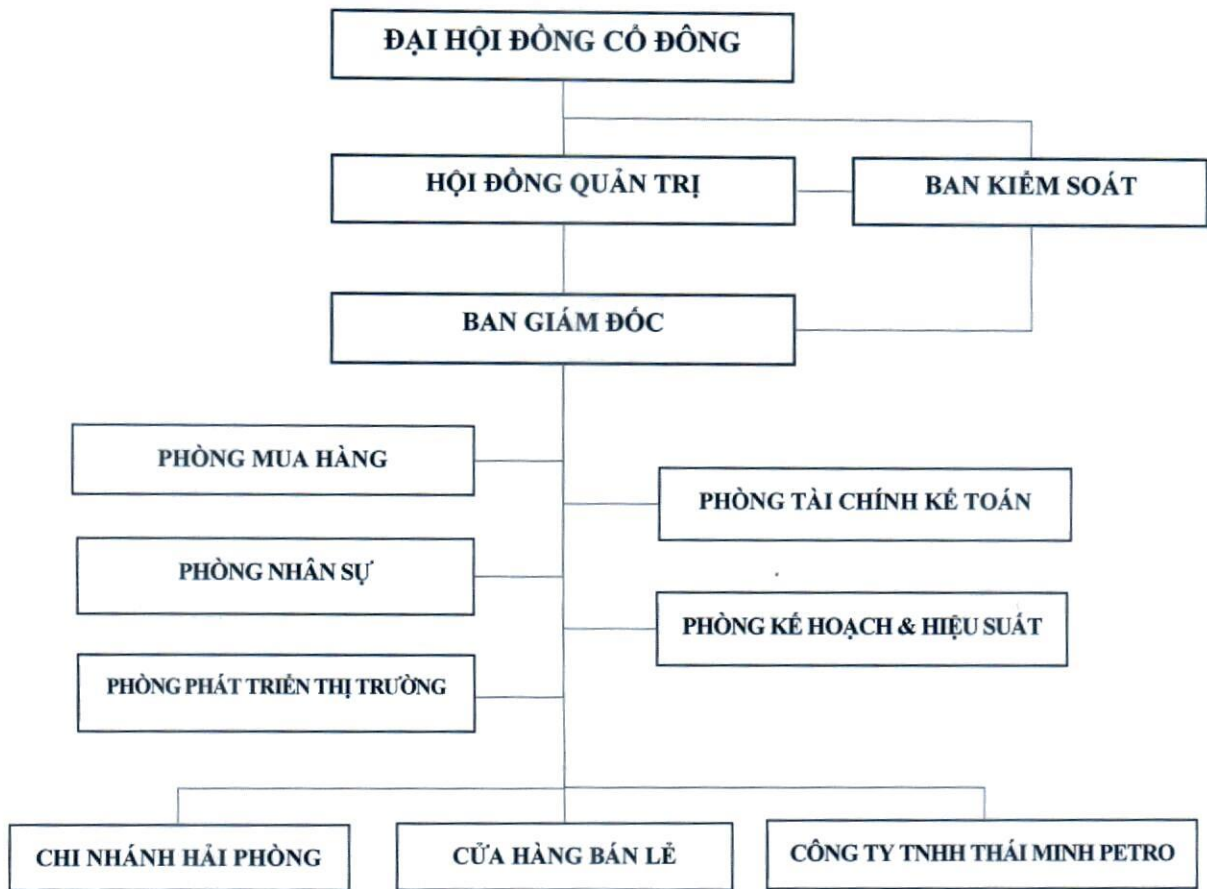 ĐẠI HỘI ĐỒNG CỔ ĐÔNG
HỘI ĐỒNG QUẢN TRỊ
BAN KIỂM SOÁT
BAN GIÁM ĐỐC
PHÒNG MUA HÀNG
PHÒNG TÀI CHÍNH KẾ TOÁN
PHÒNG NHÂN SỰ
PHÒNG KẾ HOẠCH & HIỆU SUẤT
PHÒNG PHÁT TRIỂN THỊ TRƯỜNG
CHI NHÁNH HẢI PHÒNG
CỬA HÀNG BÁN LẺ
CÔNG TY TNHH THÁI MINH PETRO